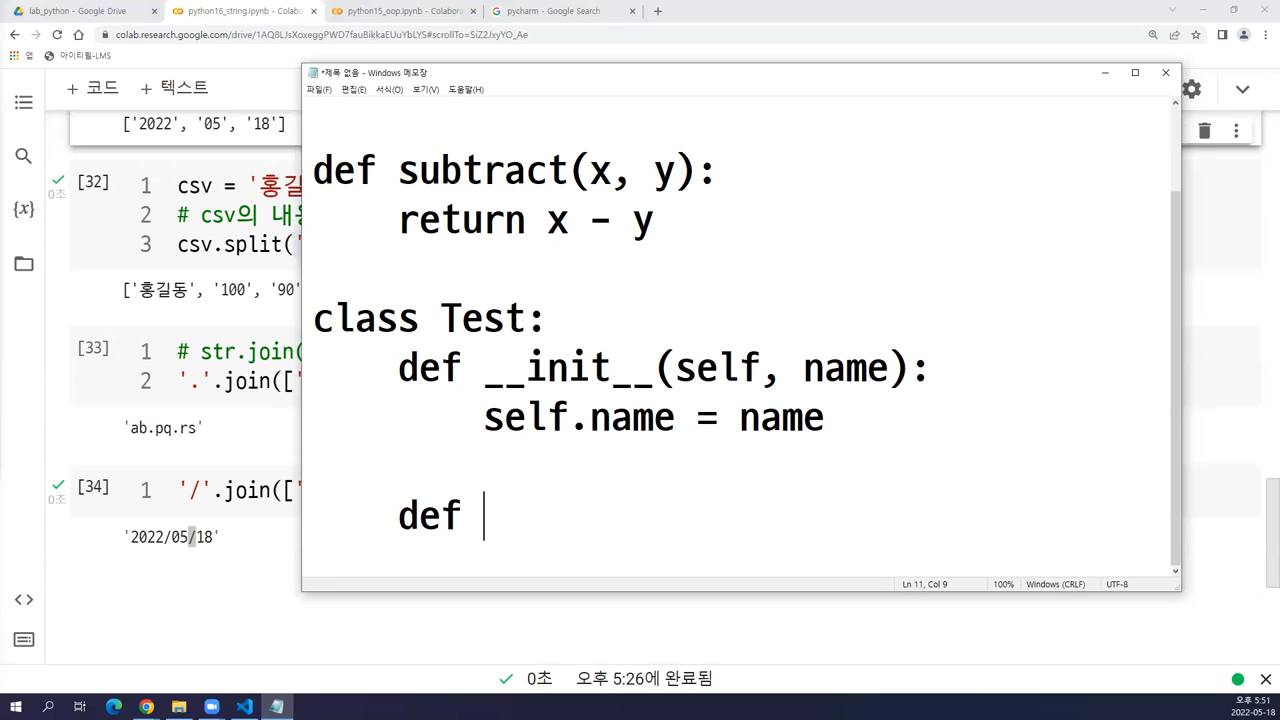 lab_python - Google Drive
python16_string.ipynb - Colabo
python15_oop.ipynb - Colabora
pycharm - Google Search
colab.research.google.com/drive/1AQ8LJsXoxeggPWD7fauBikkaEUuYbLYS#scrollTo=SiZ2JxyYO_Ae
앱
아이티윌-LMS
+ 코드 + 텍스트
*제목 없음 - Windows 메모장
파일(F) 편집(E) 서식(O) 보기(V) 도움말(H)
['2022', '05', '18']
def subtract(x, y):
return x - y
class Test:
def __init__(self, name):
self.name = name
def
[32] 1 csv = '홍길
0초 2 # csv의 내용
3 csv.split('
['홍길동', '100', '90'
[33] 1 # str.join(
2 '.'.join(['
'ab.pq.rs'
[34] 1 '/'.join(['
0초
'2022/05/18'
{x}
Ln 11, Col 9 100% Windows (CRLF) UTF-8
0초 오후 5:26에 완료됨
오후 5:51
2022-05-18